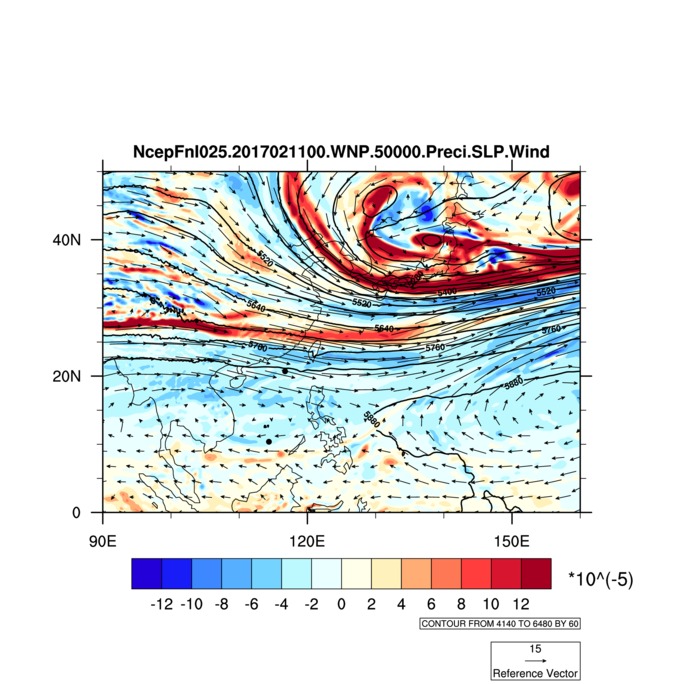 NcepFnl025.2017021100.WNP.50000.Preci.SLP.Wind
40N
20N
0
90E
120E
150E
5520
5640
5700
5520
5640
5760
5400
5520
5760
5880
5880
-12 -10 -8 -6 -4 -2 0 2 4 6 8 10 12
*10^(-5)
CONTOUR FROM 4140 TO 6480 BY 60
15
Reference Vector